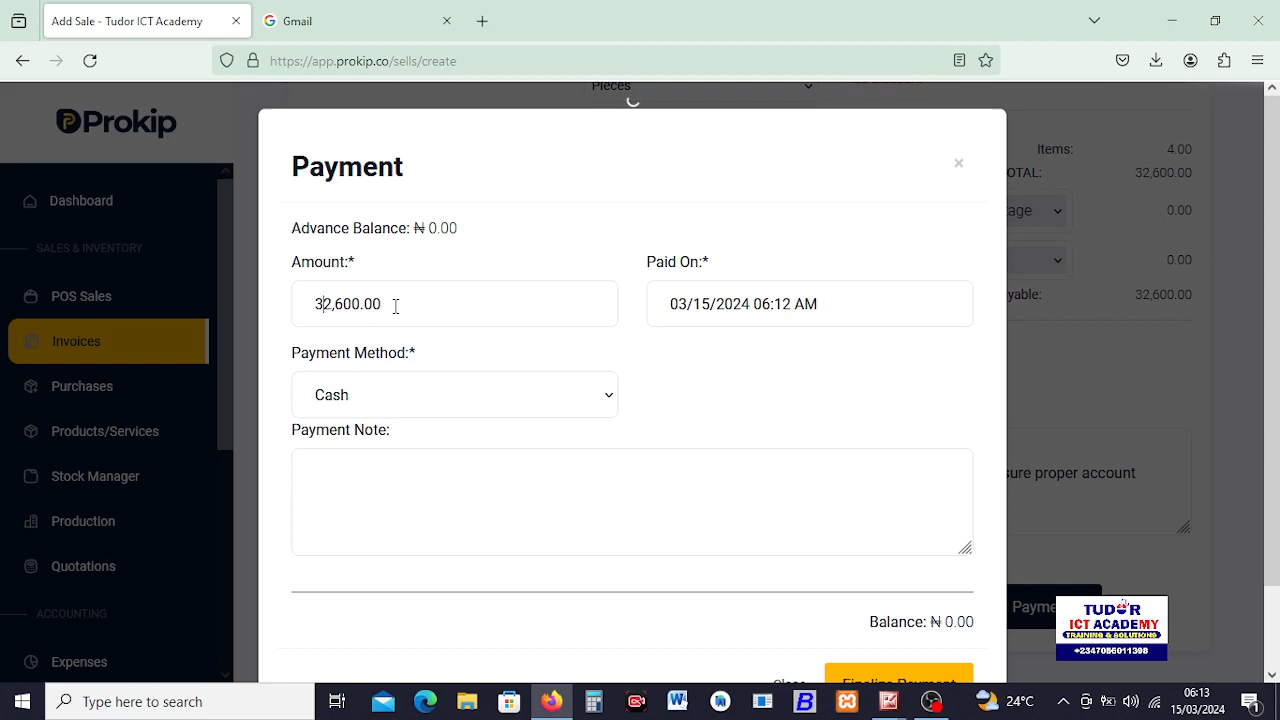 Add Sale - Tudor ICT Academy
Gmail
https://app.prokip.co/sells/create
Prokip
Dashboard
SALES & INVENTORY
POS Sales
Invoices
Purchases
Products/Services
Stock Manager
Production
Quotations
ACCOUNTING
Expenses
Pieces
Items: 4.00
OTAL: 32,600.00
age 0.00
0.00
yable: 32,600.00
sure proper account
Payme
Payment
×
Advance Balance: ₦ 0.00
Amount:*
Paid On:*
32,600.00
03/15/2024 06:12 AM
Payment Method:*
Cash
Payment Note:
Balance: ₦ 0.00
Close
Finalize Payment
TUDOR
ICT ACADEMY
TRAINING & SOLUTIONS
+2347086011398
Type here to search
24°C
06:13
15/03/2024